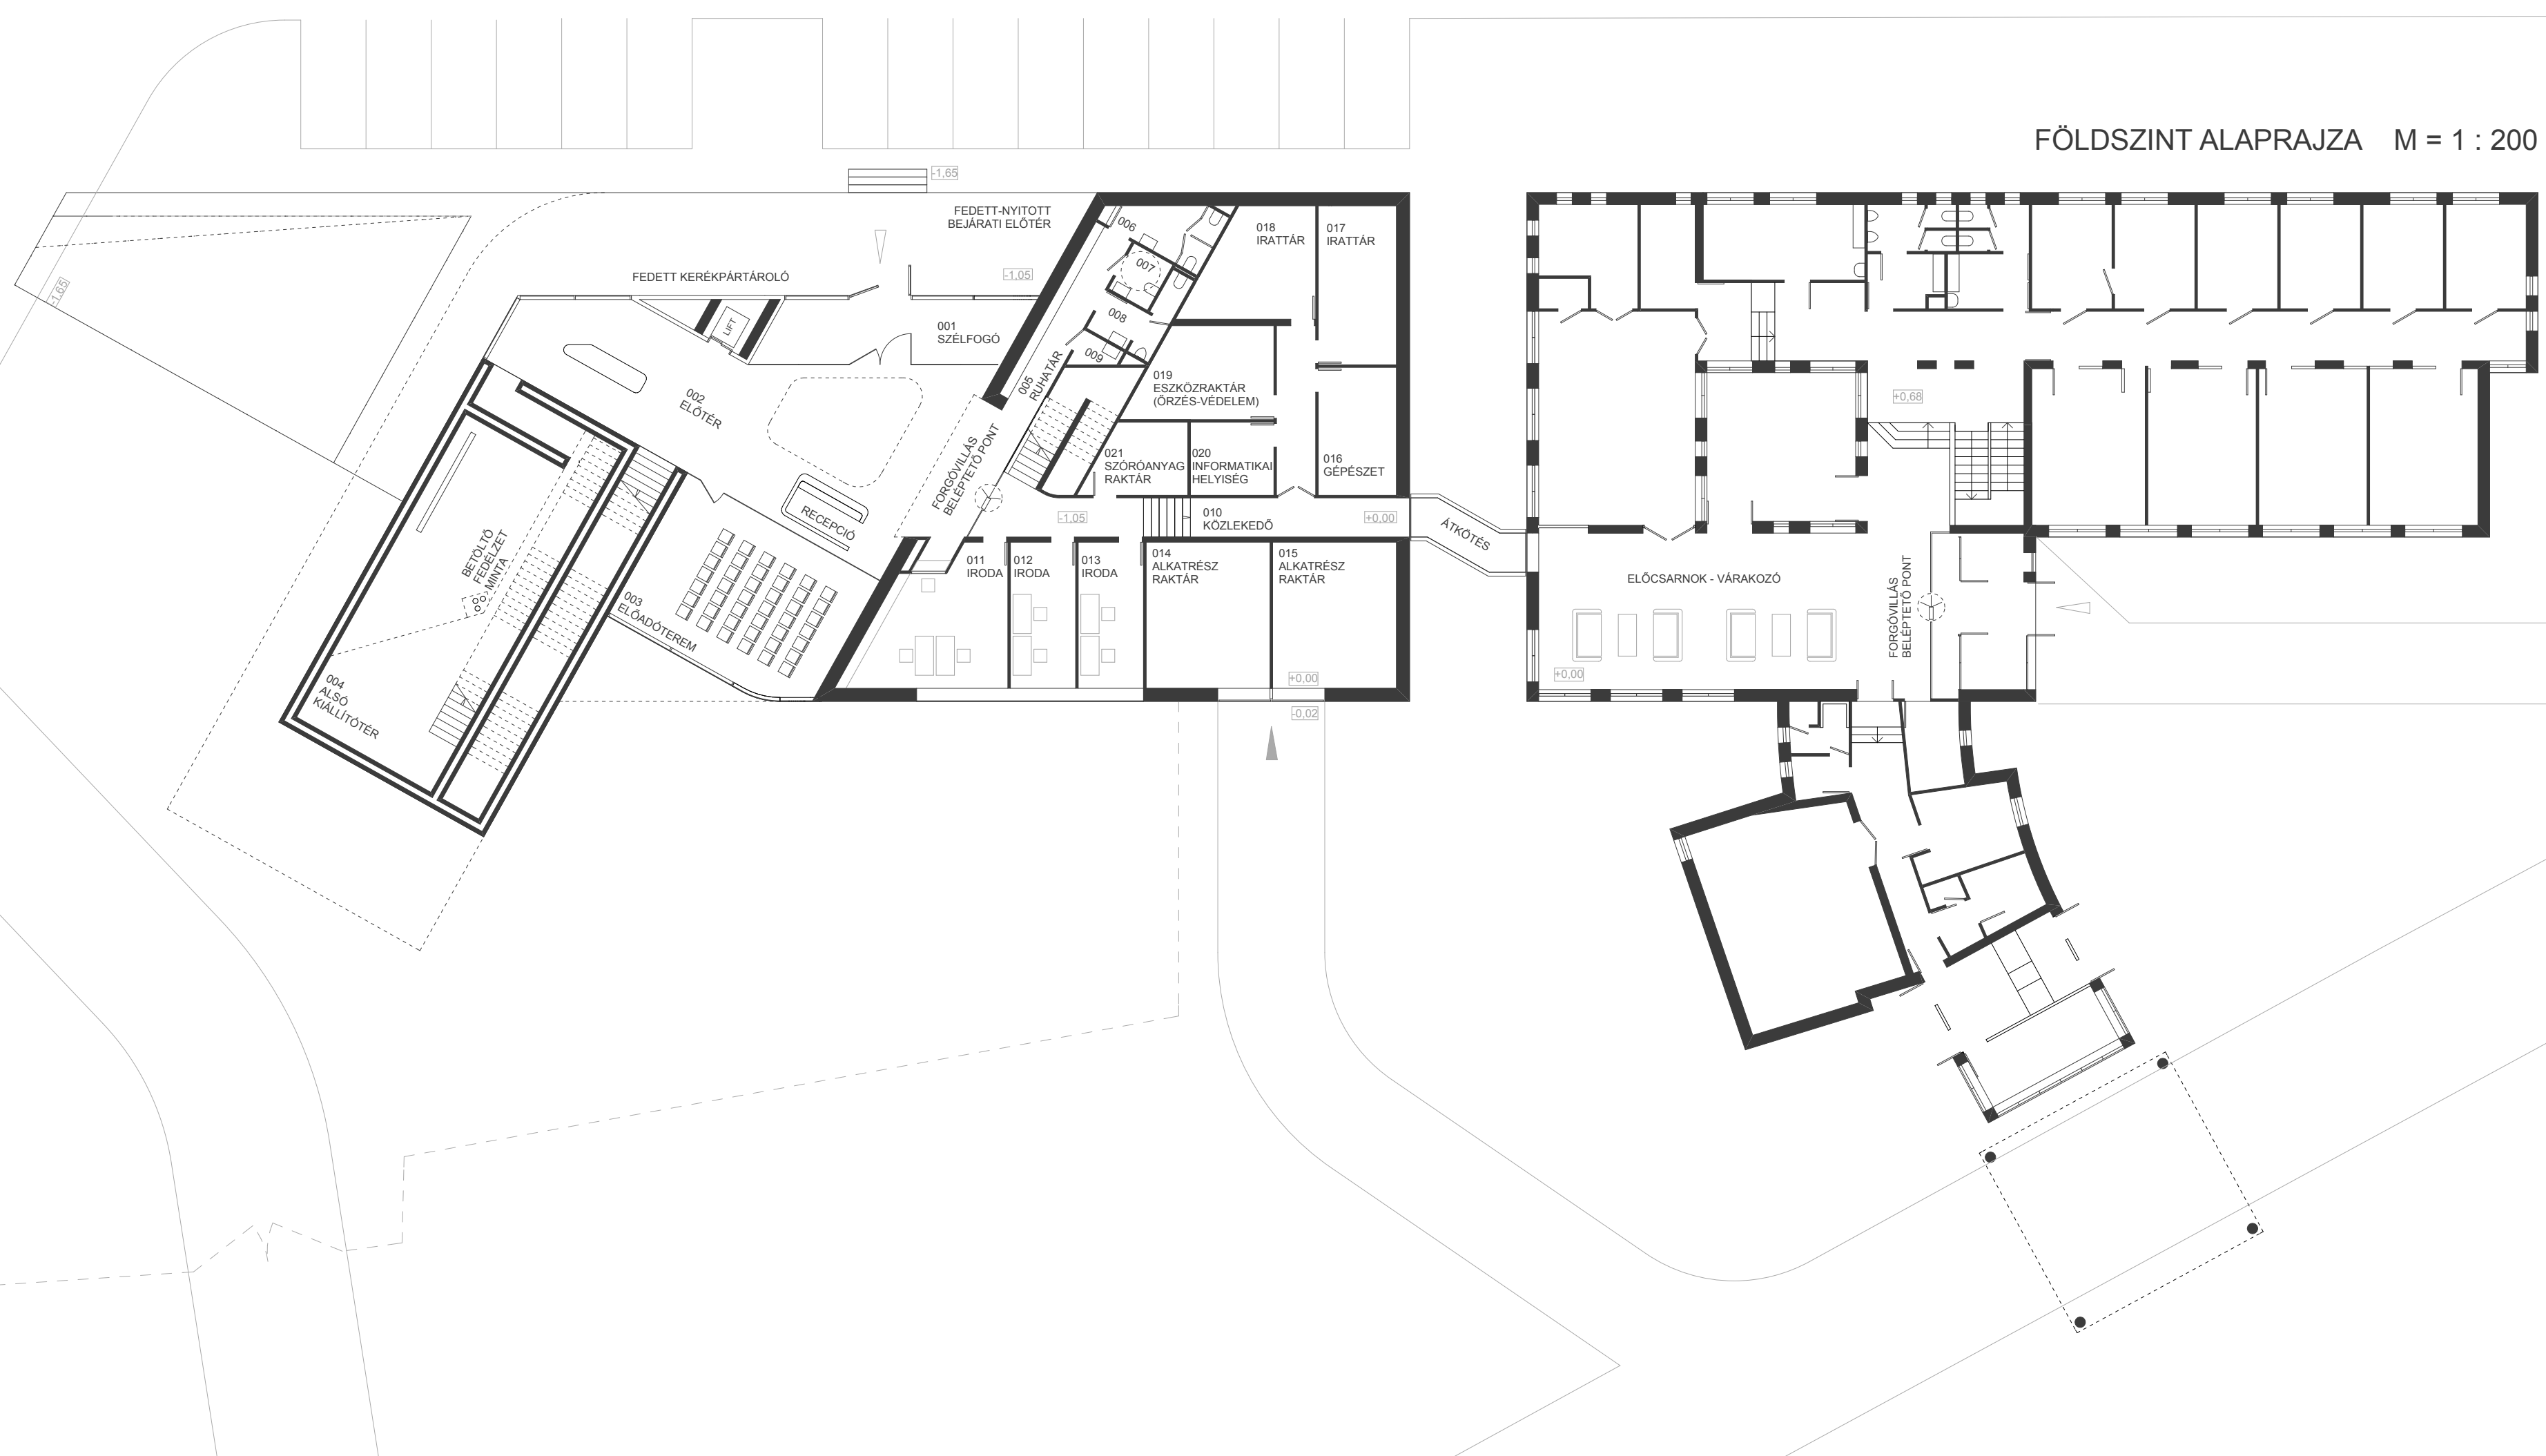 FÖLDSZINT ALAPRAJZA M = 1 : 200
-1,65
FEDETT-NYITOTT
BEJÁRATI ELŐTÉR
-1,65
FEDETT KERÉKPÁRTÁROLÓ
-1,05
LIFT
001
SZÉLFOGÓ
002
ELŐTÉR
005
RUHATÁR
006
007
008
009
018
IRATTÁR
017
IRATTÁR
019
ESZKÖZRAKTÁR
(ŐRZÉS-VÉDELEM)
021
SZÓRÓANYAG
RAKTÁR
020
INFORMATIKAI
HELYISÉG
016
GÉPÉSZET
FORGÓVILLÁS
BELÉPTETŐ PONT
RECEPCIÓ
-1,05
010
KÖZLEKEDŐ
+0,00
ÁTKÖTÉS
011
IRODA
012
IRODA
013
IRODA
014
ALKATRÉSZ
RAKTÁR
015
ALKATRÉSZ
RAKTÁR
+0,00
-0,02
BETÖLTŐ
FEDÉLZET
MINTA
003
ELŐADÓTEREM
004
ALSÓ
KIÁLLÍTÓTÉR
+0,68
ELŐCSARNOK - VÁRAKOZÓ
FORGÓVILLÁS
BELÉPTETŐ PONT
+0,00